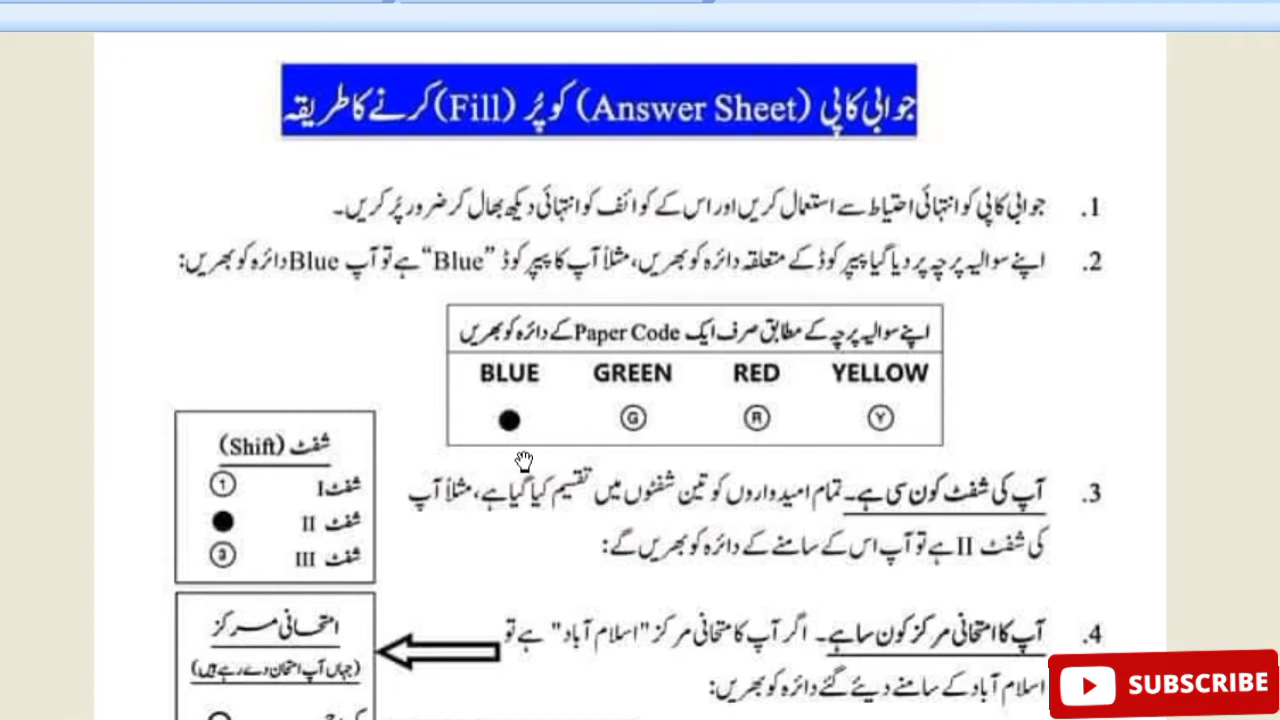 جوابی کاپی (Answer Sheet) کو پُر (Fill) کرنے کا طریقہ
1. جوابی کاپی کو انتہائی احتیاط سے استعمال کریں اور اس کے کوائف کو انتہائی دیکھ بھال کر ضرور پُر کریں۔
2. اپنے سوالیہ پرچہ پر دیا گیا پیپر کوڈ کے متعلقہ دائرہ کو بھریں، مثلاً آپ کا پیپر کوڈ "Blue" ہے تو آپ Blue دائرہ کو بھریں:
اپنے سوالیہ پرچہ کے مطابق صرف ایک Paper Code کے دائرہ کو بھریں
BLUE GREEN RED YELLOW
G R Y
3. آپ کی شفٹ کون سی ہے۔ تمام امیدواروں کو تین شفٹوں میں تقسیم کیا گیا ہے، مثلاً آپ
کی شفٹ II ہے تو آپ اس کے سامنے کے دائرہ کو بھریں گے:
شفٹ (Shift)
شفٹ I 1
شفٹ II
شفٹ III 3
4. آپ کا امتحانی مرکز کون سا ہے۔ اگر آپ کا متحانی مرکز "اسلام آباد" ہے تو
اسلام آباد کے سامنے دیئے گئے دائرہ کو بھریں:
امتحانی مرکز
(جہاں آپ امتحان دے رہے ہیں)
SUBSCRIBE